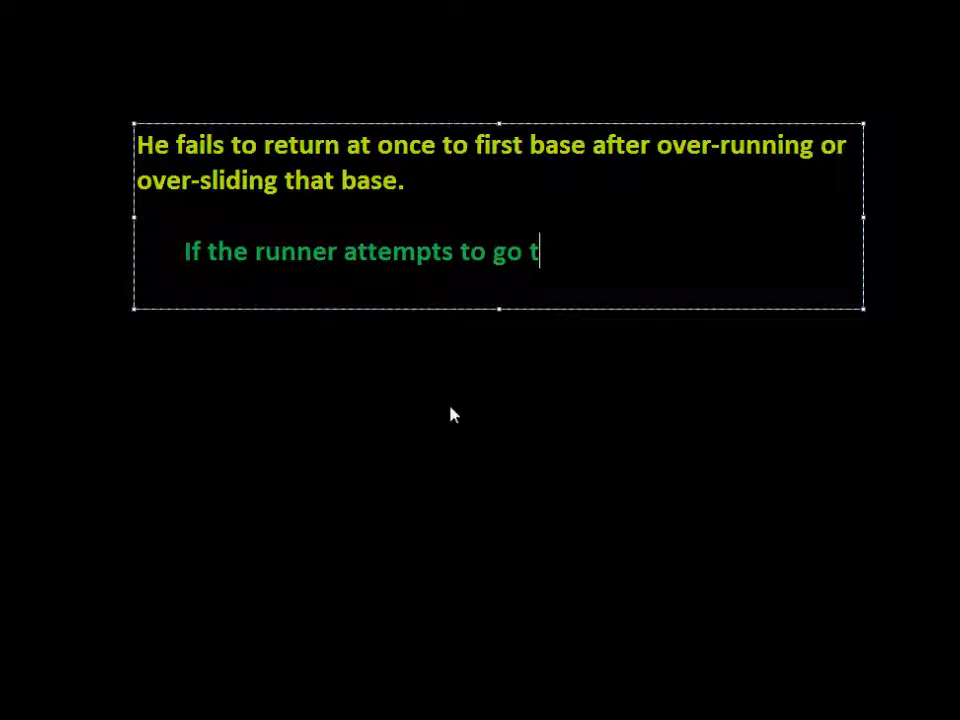 He fails to return at once to first base after over-running or
over-sliding that base.
If the runner attempts to go t